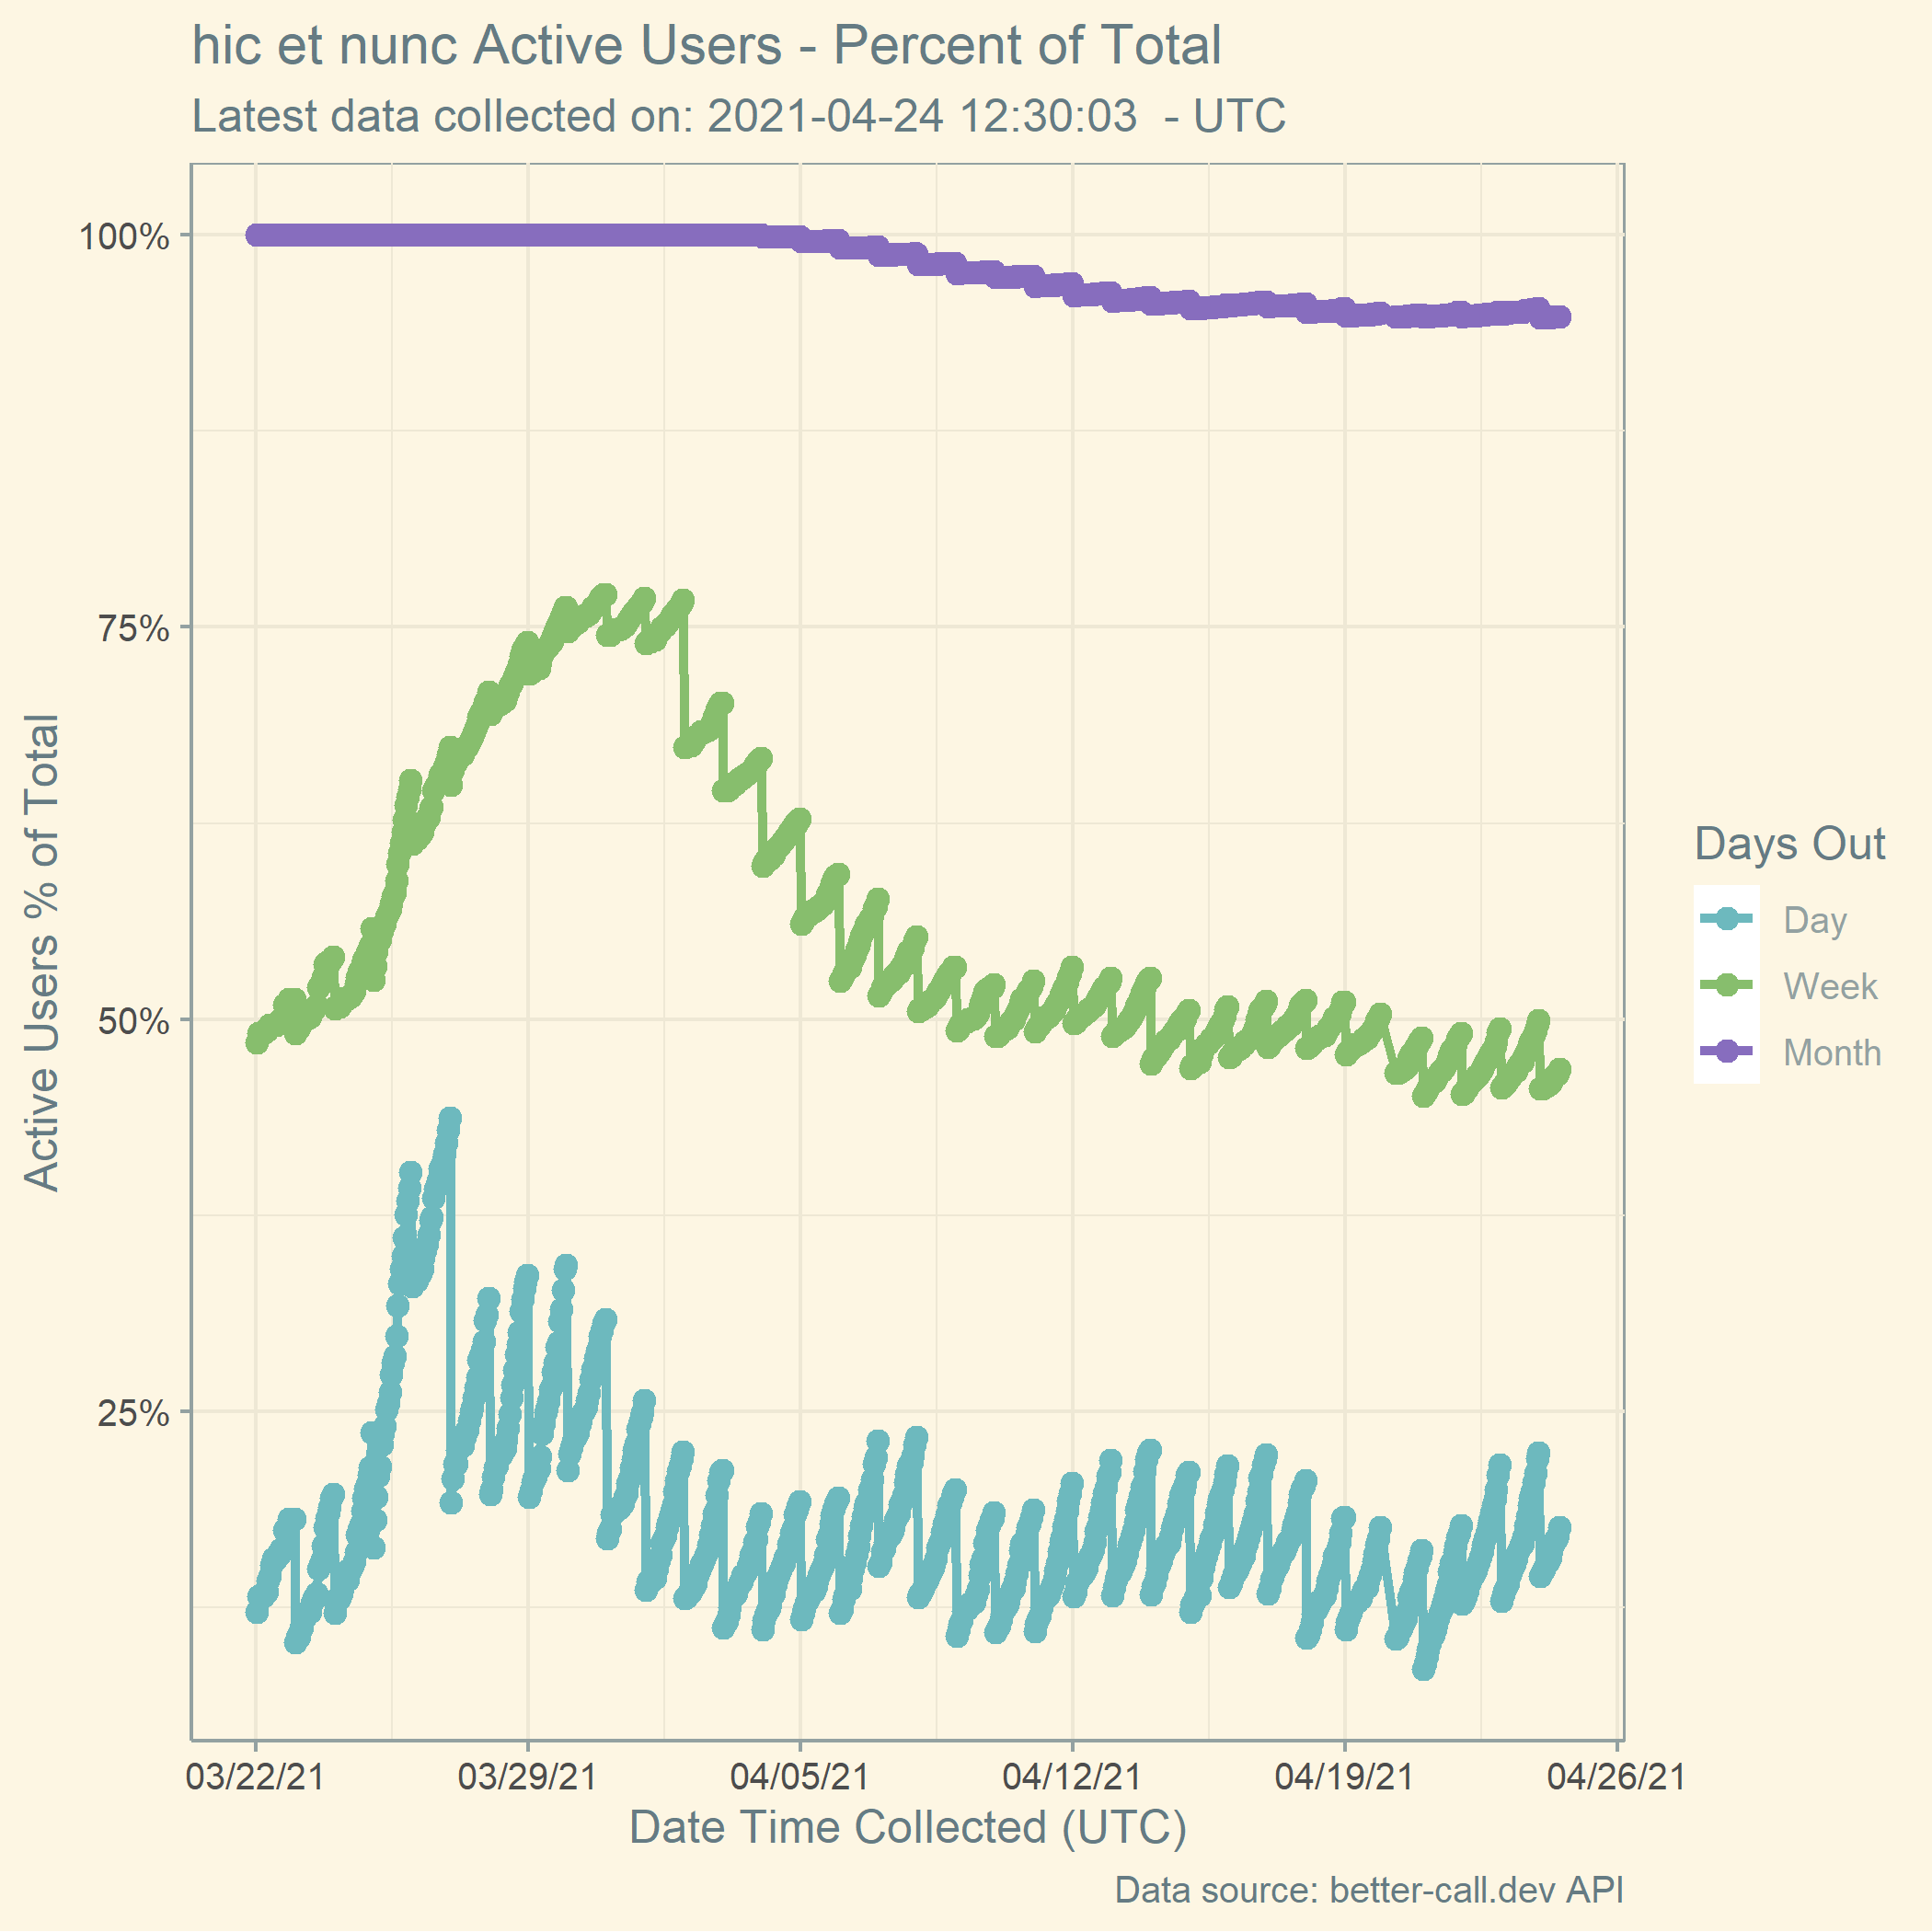 hic et nunc Active Users - Percent of Total
Latest data collected on: 2021-04-24 12:30:03  - UTC
Active Users % of Total
100%
75%
50%
25%
03/22/21 03/29/21 04/05/21 04/12/21 04/19/21 04/26/21
Date Time Collected (UTC)
Days Out
Day
Week
Month
Data source: better-call.dev API